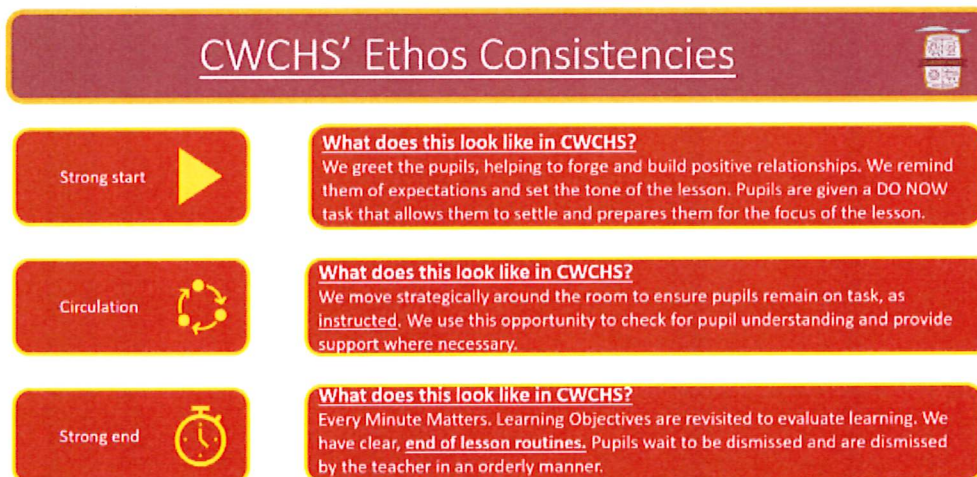 CWCHS' Ethos Consistencies
Strong start
What does this look like in CWCHS?
We greet the pupils, helping to forge and build positive relationships. We remind
them of expectations and set the tone of the lesson. Pupils are given a DO NOW
task that allows them to settle and prepares them for the focus of the lesson.
Circulation
What does this look like in CWCHS?
We move strategically around the room to ensure pupils remain on task, as
instructed. We use this opportunity to check for pupil understanding and provide
support where necessary.
Strong end
What does this look like in CWCHS?
Every Minute Matters. Learning Objectives are revisited to evaluate learning. We
have clear, end of lesson routines. Pupils wait to be dismissed and are dismissed
by the teacher in an orderly manner.